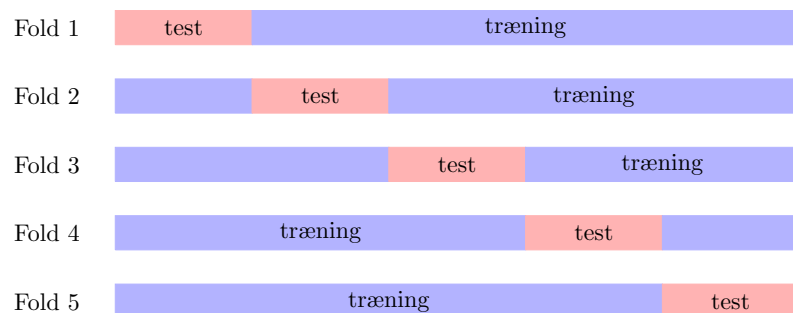 Fold 1 test træning
Fold 2 test træning
Fold 3 test træning
Fold 4 træning test
Fold 5 træning test